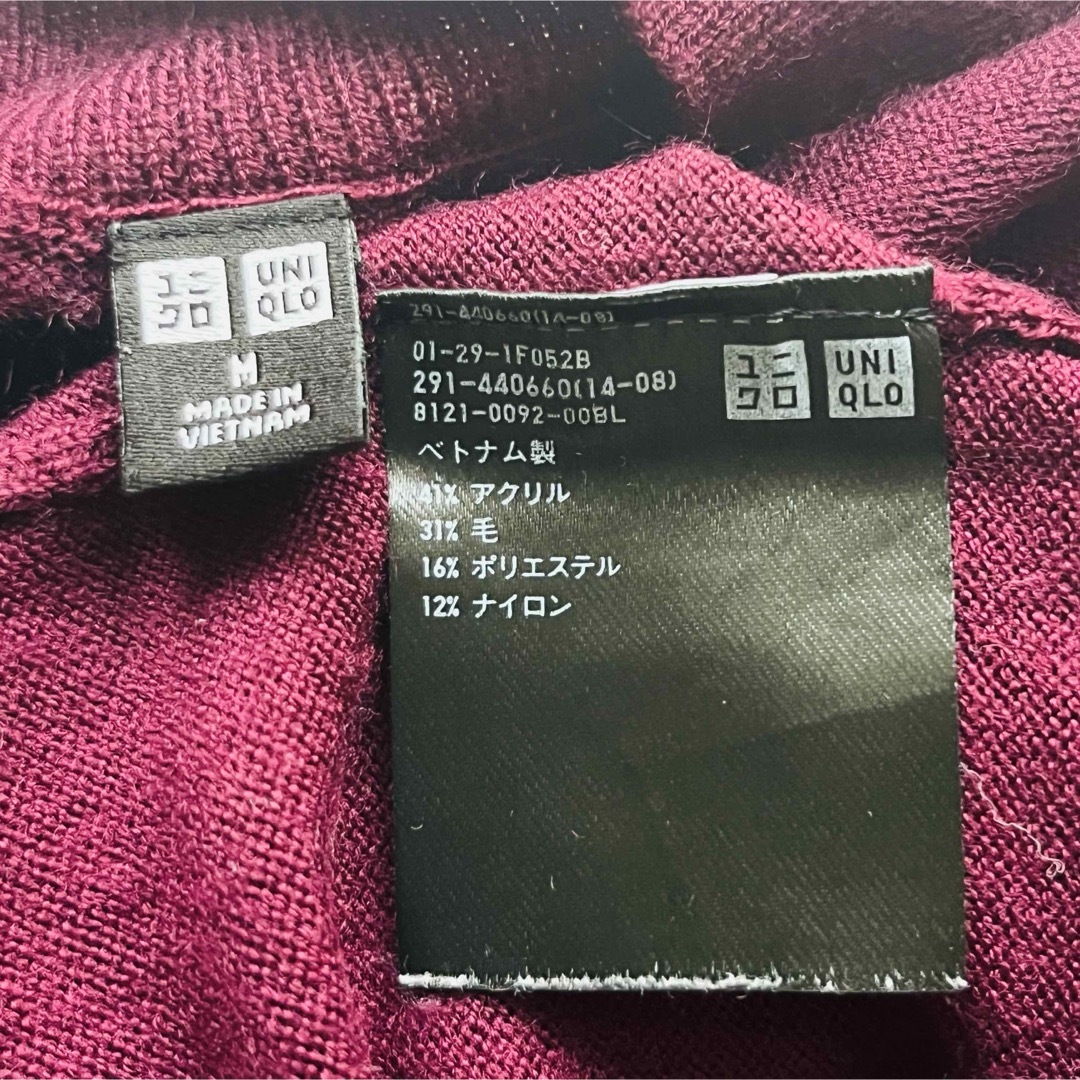 ユニ
クロ
UNI
QLO
M
MADE IN
VIETNAM
291-440660(14-08)
01-29-1F052B
291-440660(14-08)
8121-0092-00BL
ユニ
クロ
UNI
QLO
ベトナム製
41% アクリル
31% 毛
16% ポリエステル
12% ナイロン